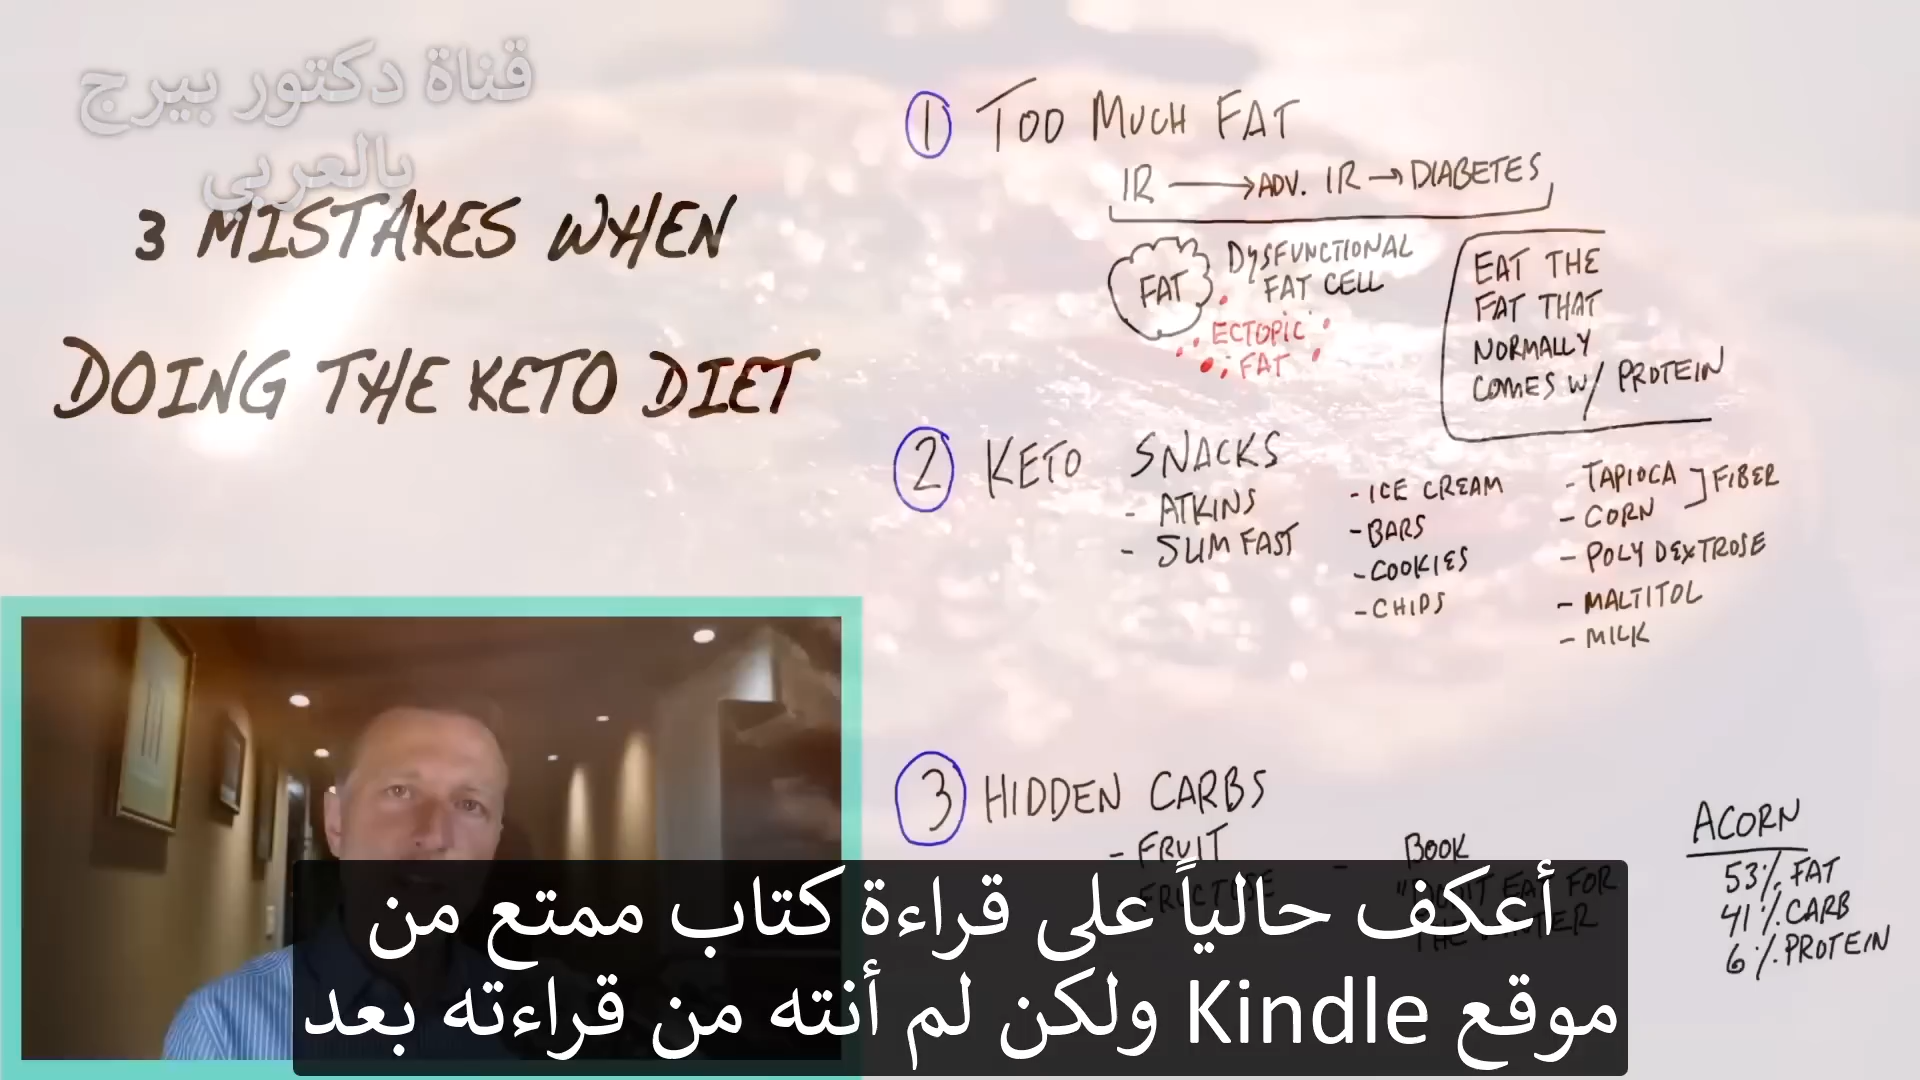 قناة دكتور بيرج
بالعربي
3 MISTAKES WHEN
DOING THE KETO DIET
1 TOO MUCH FAT
IR → ADV. IR → DIABETES
FAT
DYSFUNCTIONAL
FAT CELL
ECTOPIC
FAT
EAT THE
FAT THAT
NORMALLY
COMES W/ PROTEIN
2 KETO SNACKS
- ATKINS
- SLIM FAST
- ICE CREAM
- BARS
- COOKIES
- CHIPS
- TAPIOCA
- CORN
] FIBER
- POLY DEXTROSE
- MALTITOL
- MILK
3 HIDDEN CARBS
- FRUIT
- FRUCTOSE
- BOOK
EAT FOR
ACORN
53% FAT
41% CARB
6% PROTEIN
أعكف حالياً على قراءة كتاب ممتع من
موقع Kindle ولكن لم أنته من قراءته بعد